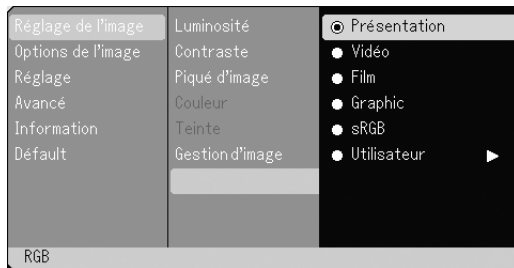 Réglage de l'image
Options de l'image
Réglage
Avancé
Information
Défault
Luminosité
Contraste
Piqué d'image
Couleur
Teinte
Gestion d'image
Présentation
Vidéo
Film
Graphic
sRGB
Utilisateur
RGB